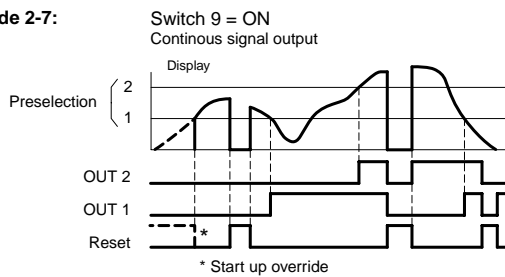 de 2-7:
Switch 9 = ON
Continous signal output
Display
Preselection
2
1
OUT 2
OUT 1
Reset
*
* Start up override